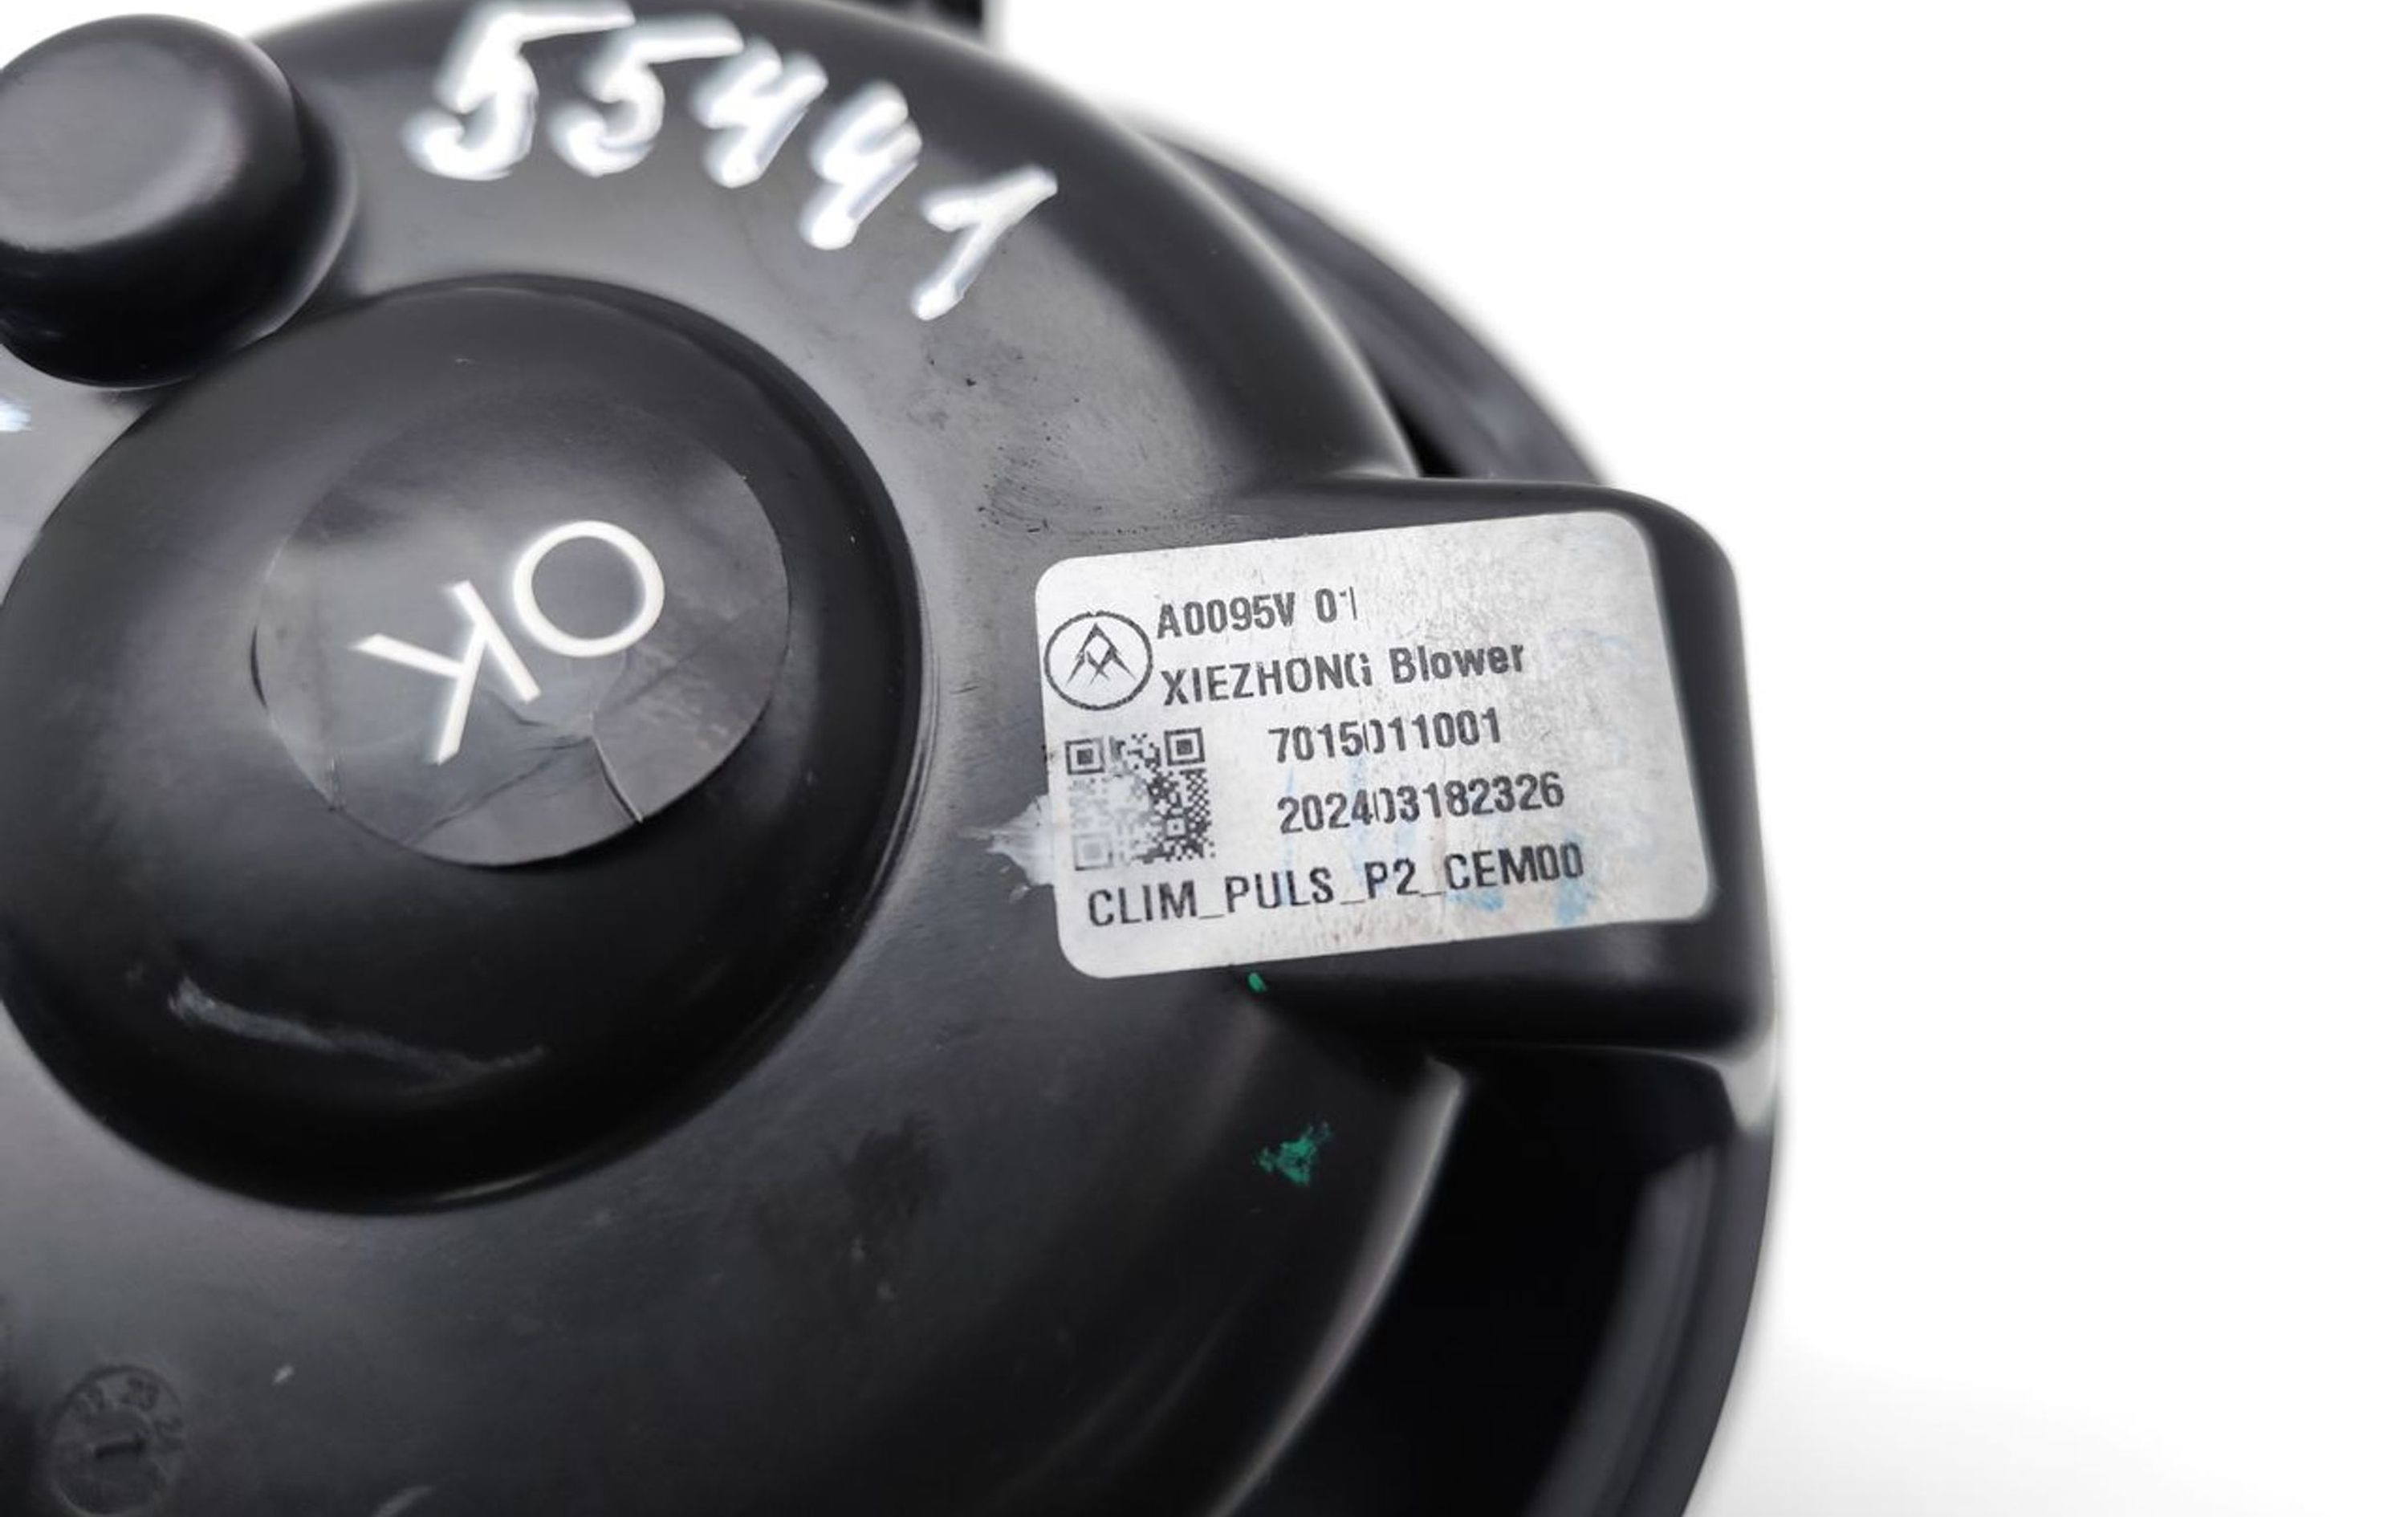 55441
OK
A0095V 01
XIEZHONG Blower
7015011001
202403182326
CLIM_PULS_P2_CEM00